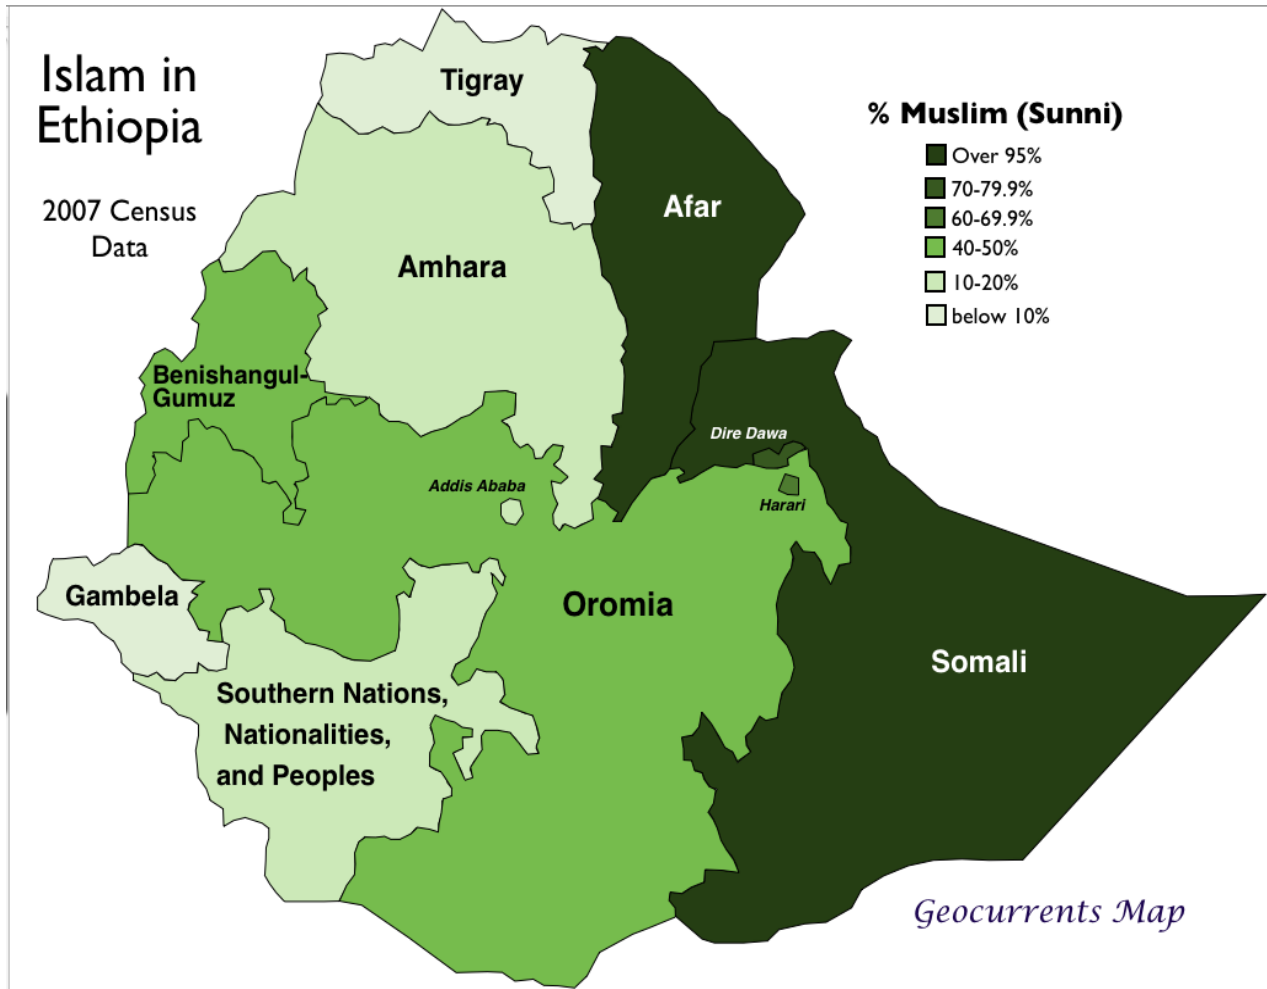 Islam in
Ethiopia
2007 Census
Data
% Muslim (Sunni)
Over 95%
70-79.9%
60-69.9%
40-50%
10-20%
below 10%
Tigray
Afar
Amhara
Benishangul-
Gumuz
Dire Dawa
Addis Ababa
Harari
Gambela
Oromia
Somali
Southern Nations,
Nationalities,
and Peoples
Geocurrents Map